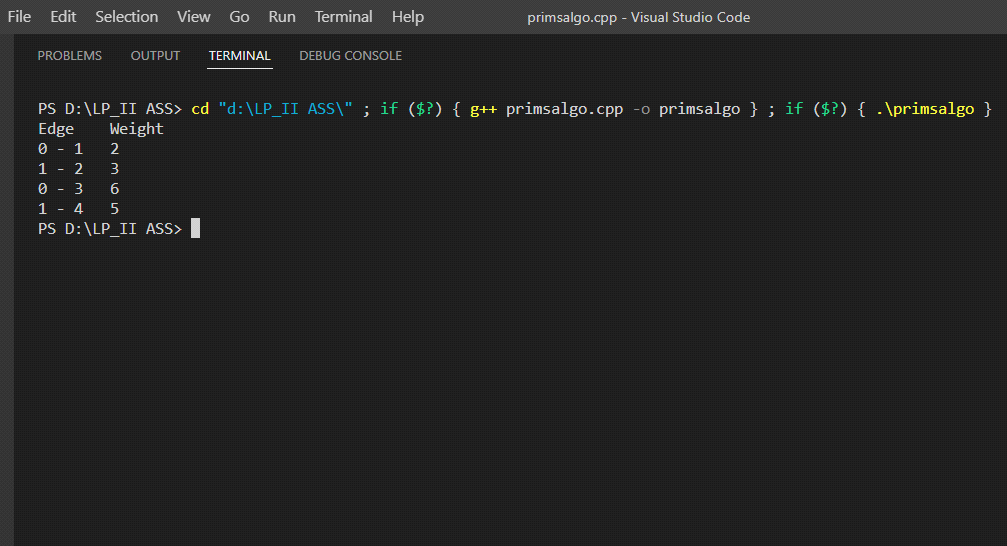 File Edit Selection View Go Run Terminal Help primsalgo.cpp - Visual Studio Code
PROBLEMS OUTPUT TERMINAL DEBUG CONSOLE
PS D:\LP_II ASS> cd "d:\LP_II ASS\" ; if ($?) { g++ primsalgo.cpp -o primsalgo } ; if ($?) { .\primsalgo }
Edge Weight
0 - 1 2
1 - 2 3
0 - 3 6
1 - 4 5
PS D:\LP_II ASS>